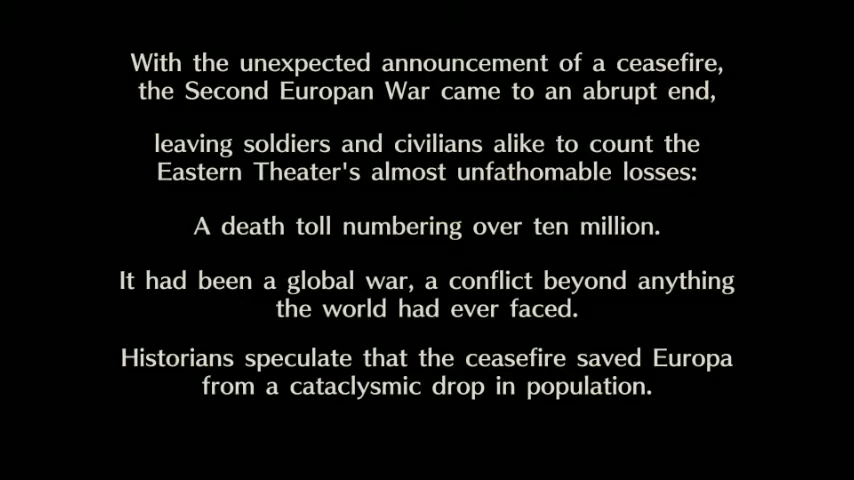 With the unexpected announcement of a ceasefire,
the Second Europan War came to an abrupt end,
leaving soldiers and civilians alike to count the
Eastern Theater's almost unfathomable losses:
A death toll numbering over ten million.
It had been a global war, a conflict beyond anything
the world had ever faced.
Historians speculate that the ceasefire saved Europa
from a cataclysmic drop in population.